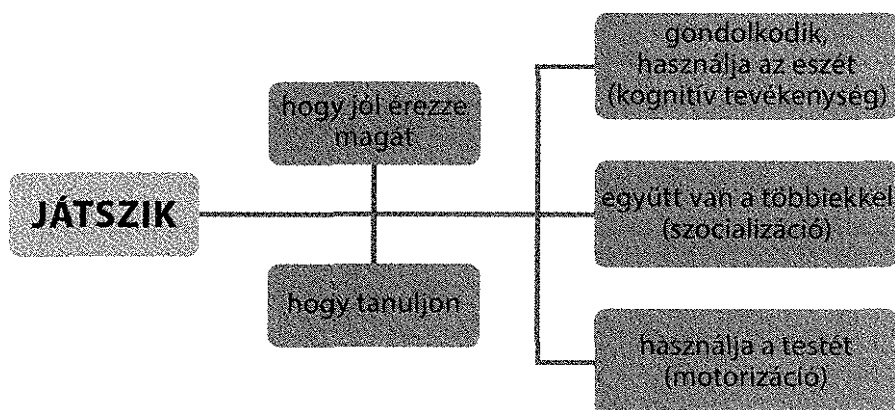 JÁTSZIK
hogy jól érezze
magát
hogy tanuljon
gondolkodik,
használja az eszét
(kognitív tevékenység)
együtt van a többiekkel
(szocializáció)
használja a testét
(motorizáció)